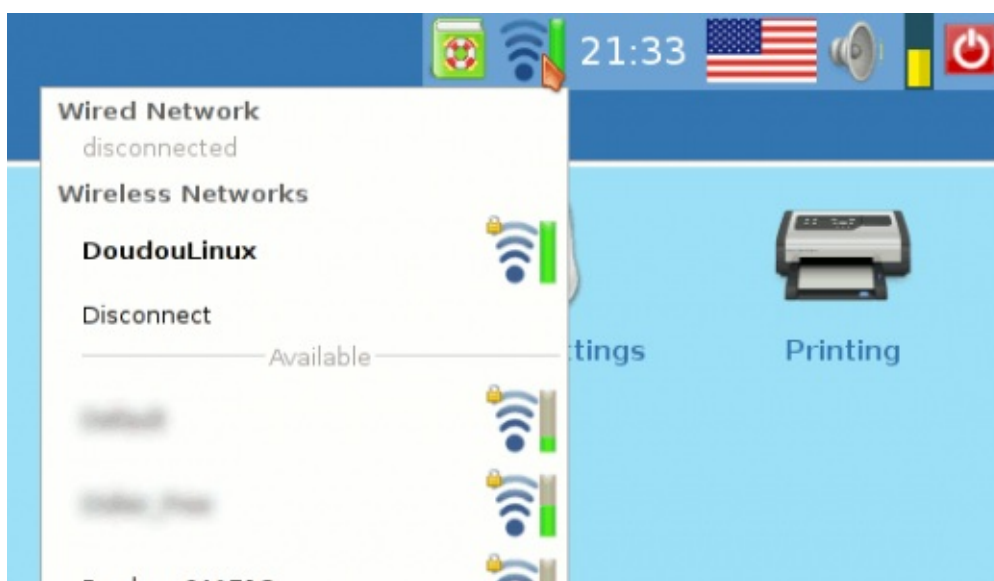 21:33
Wired Network
disconnected
Wireless Networks
DoudouLinux
Disconnect
Available
ttings
Printing